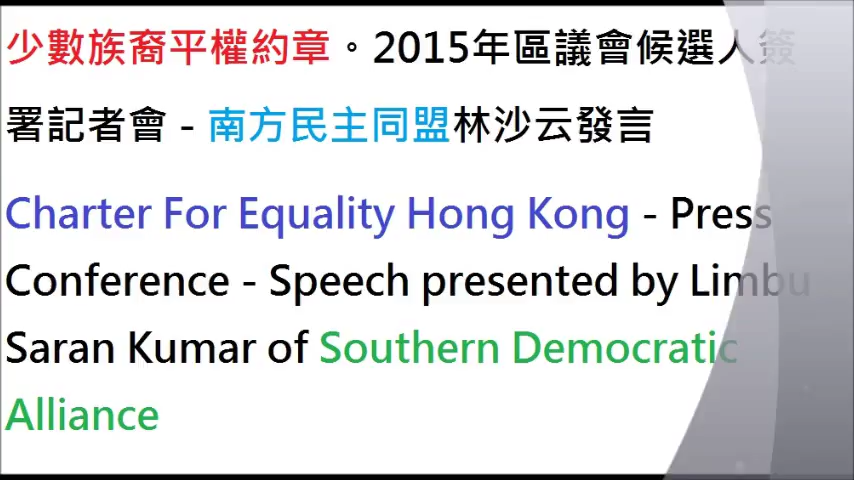 少數族裔平權約章。2015年區議會候選人簽
署記者會 - 南方民主同盟林沙云發言
Charter For Equality Hong Kong - Press
Conference - Speech presented by Limbu
Saran Kumar of Southern Democratic
Alliance